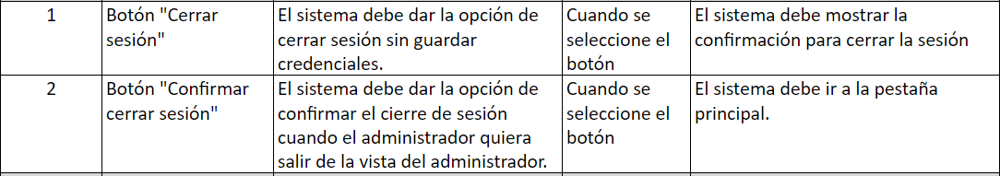 1
Botón "Cerrar
sesión"
El sistema debe dar la opción de
cerrar sesión sin guardar
credenciales.
Cuando se
seleccione el
botón
El sistema debe mostrar la
confirmación para cerrar la sesión
2
Botón "Confirmar
cerrar sesión"
El sistema debe dar la opción de
confirmar el cierre de sesión
cuando el administrador quiera
salir de la vista del administrador.
Cuando se
seleccione el
botón
El sistema debe ir a la pestaña
principal.